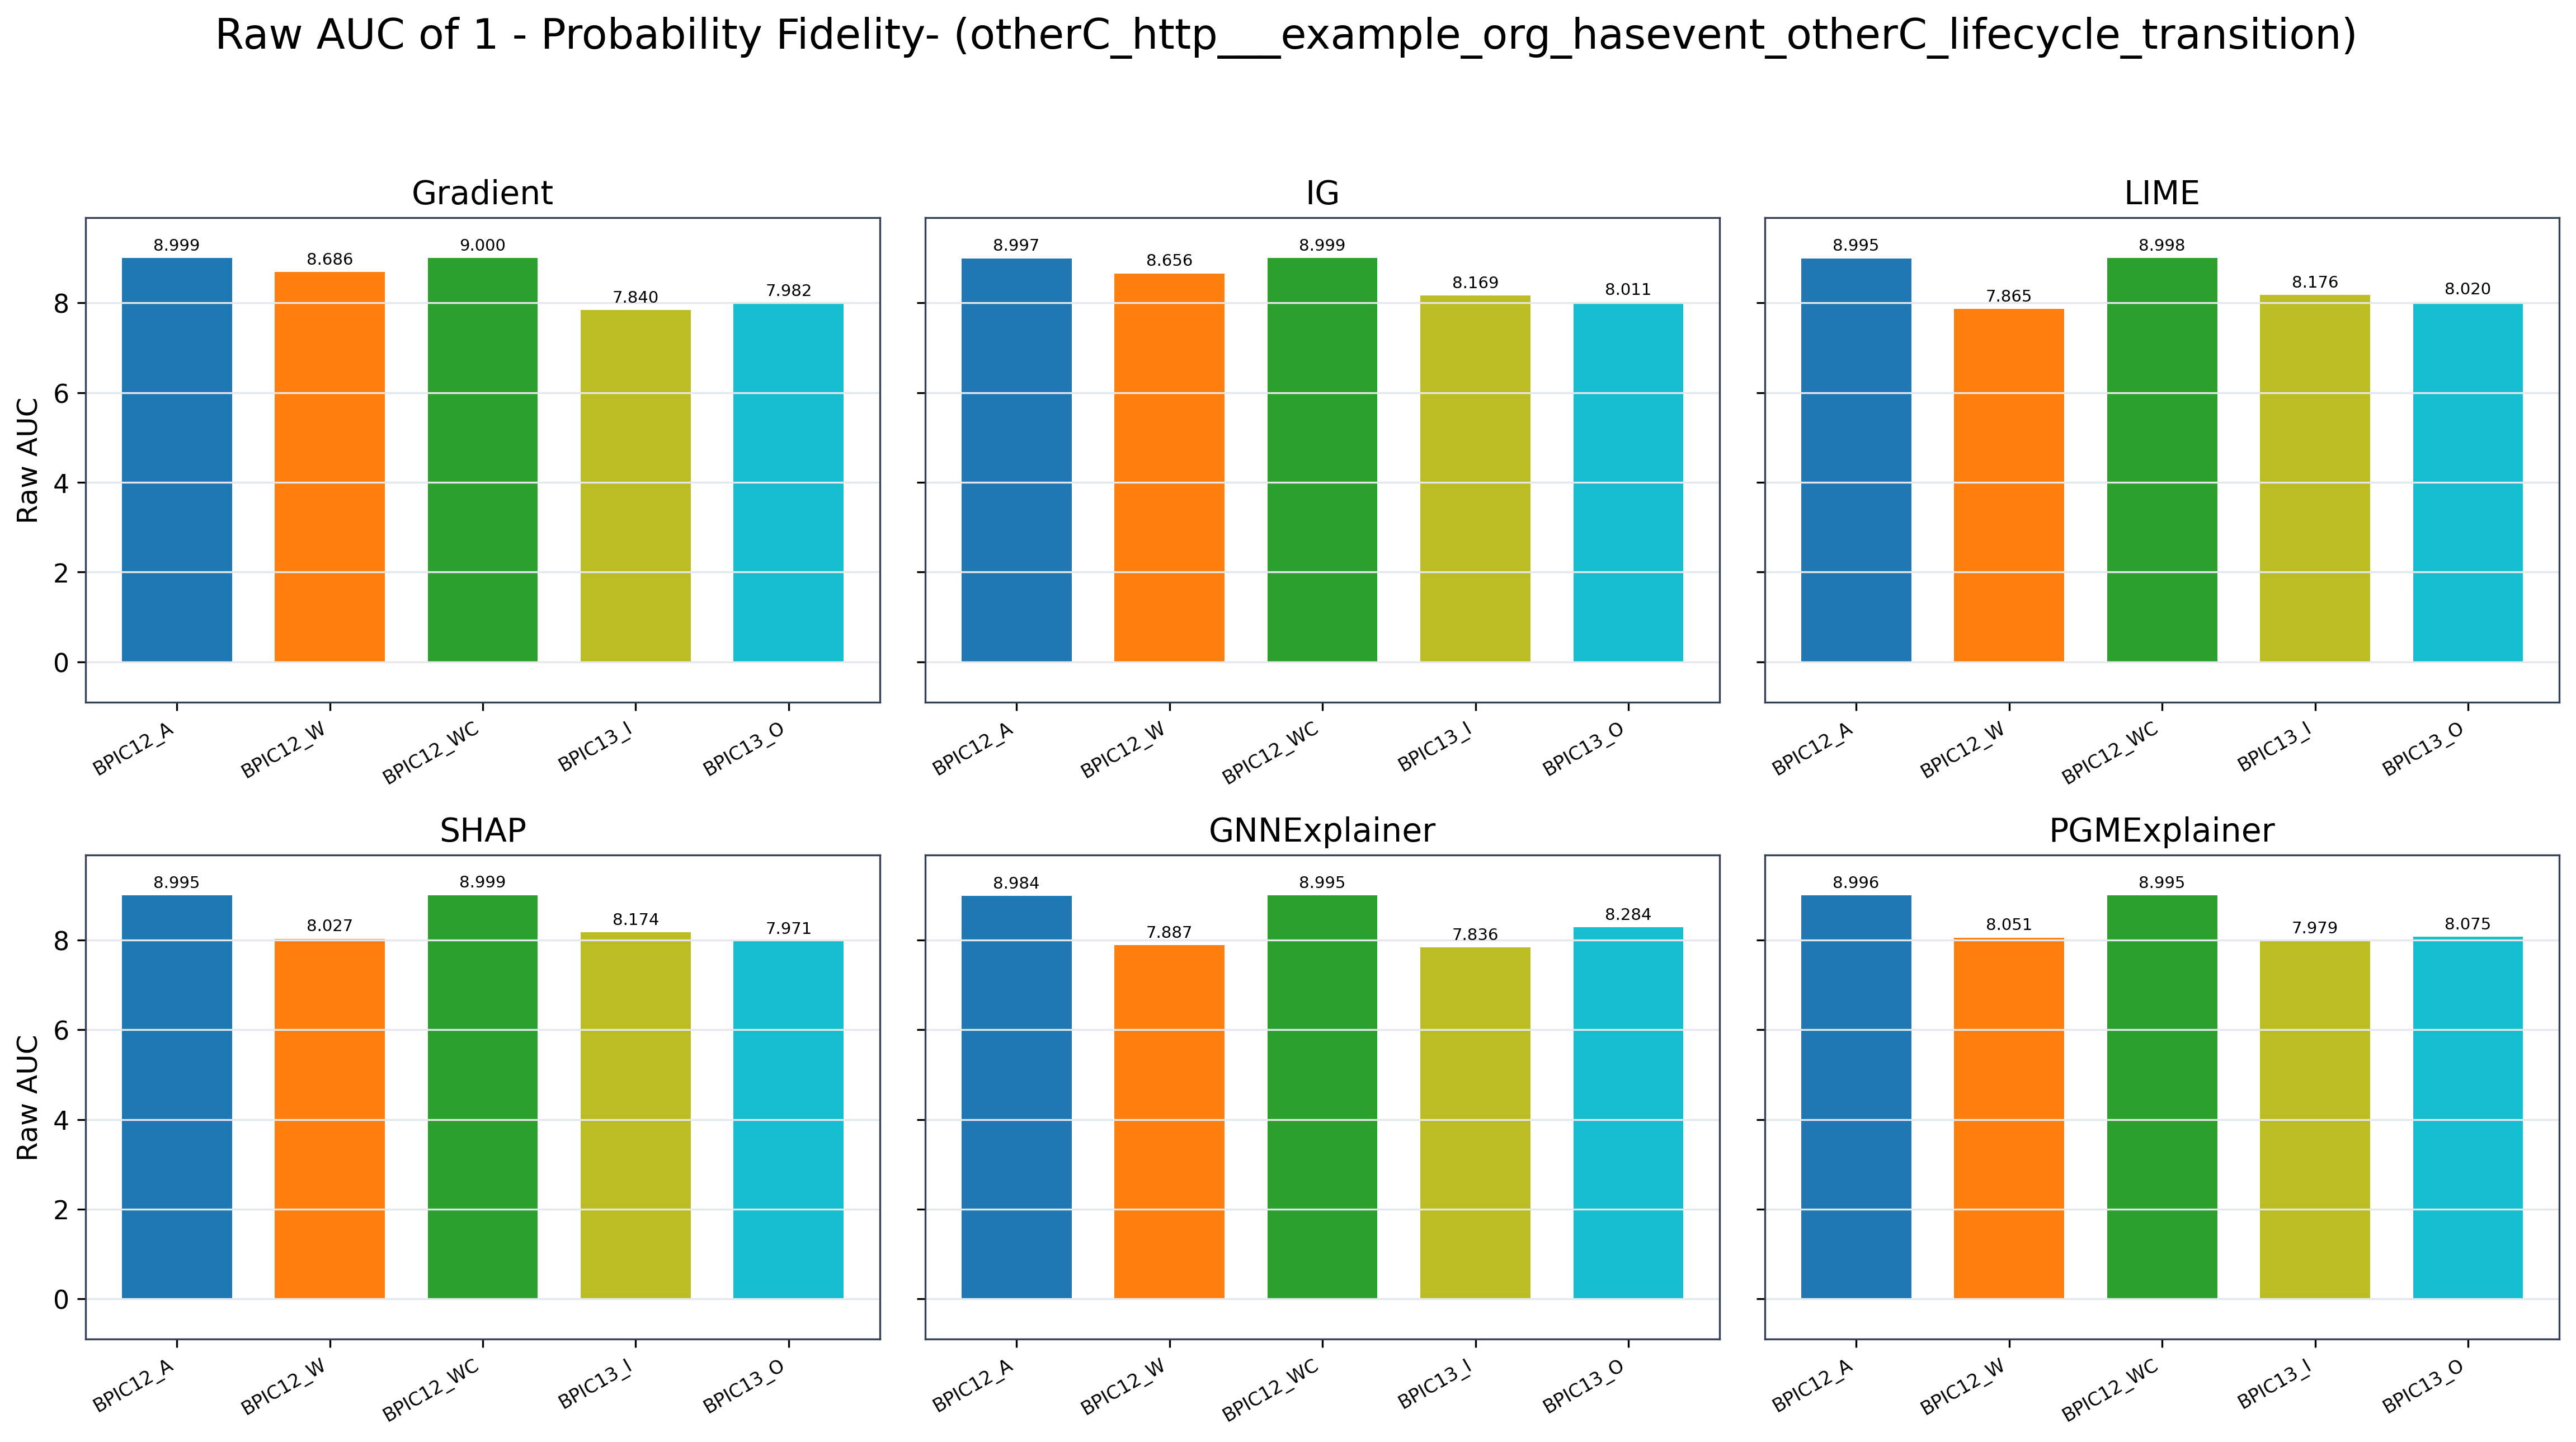 Raw AUC of 1 - Probability Fidelity- (otherC_http___example_org_hasevent_otherC_lifecycle_transition)
Gradient
IG
LIME
8.999
8.686
9.000
7.840
7.982
8.997
8.656
8.999
8.169
8.011
8.995
7.865
8.998
8.176
8.020
Raw AUC
8
6
4
2
0
BPIC12_A
BPIC12_W
BPIC12_WC
BPIC13_I
BPIC13_O
BPIC12_A
BPIC12_W
BPIC12_WC
BPIC13_I
BPIC13_O
BPIC12_A
BPIC12_W
BPIC12_WC
BPIC13_I
BPIC13_O
SHAP
GNNExplainer
PGMExplainer
8.995
8.027
8.999
8.174
7.971
8.984
7.887
8.995
7.836
8.284
8.996
8.051
8.995
7.979
8.075
Raw AUC
8
6
4
2
0
BPIC12_A
BPIC12_W
BPIC12_WC
BPIC13_I
BPIC13_O
BPIC12_A
BPIC12_W
BPIC12_WC
BPIC13_I
BPIC13_O
BPIC12_A
BPIC12_W
BPIC12_WC
BPIC13_I
BPIC13_O